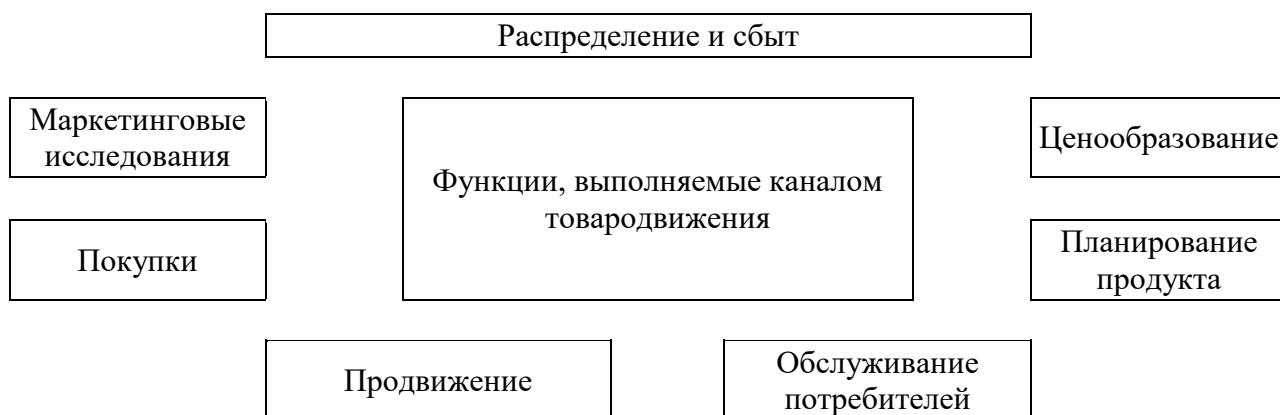 Распределение и сбыт
Маркетинговые
исследования
Функции, выполняемые каналом
товародвижения
Ценообразование
Покупки
Планирование
продукта
Продвижение
Обслуживание
потребителей